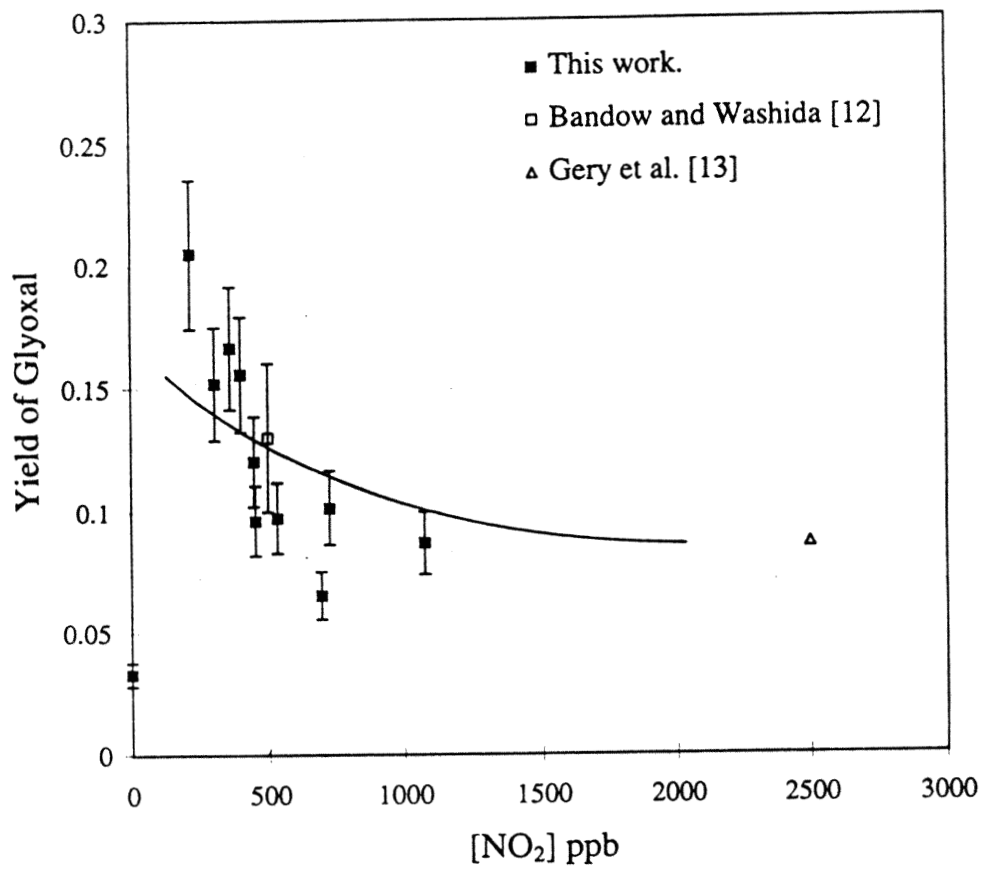 0.3
This work.
Bandow and Washida [12]
Gery et al. [13]
0.25
0.2
0.15
0.1
0.05
0
Yield of Glyoxal
0 500 1000 1500 2000 2500 3000
[NO₂] ppb